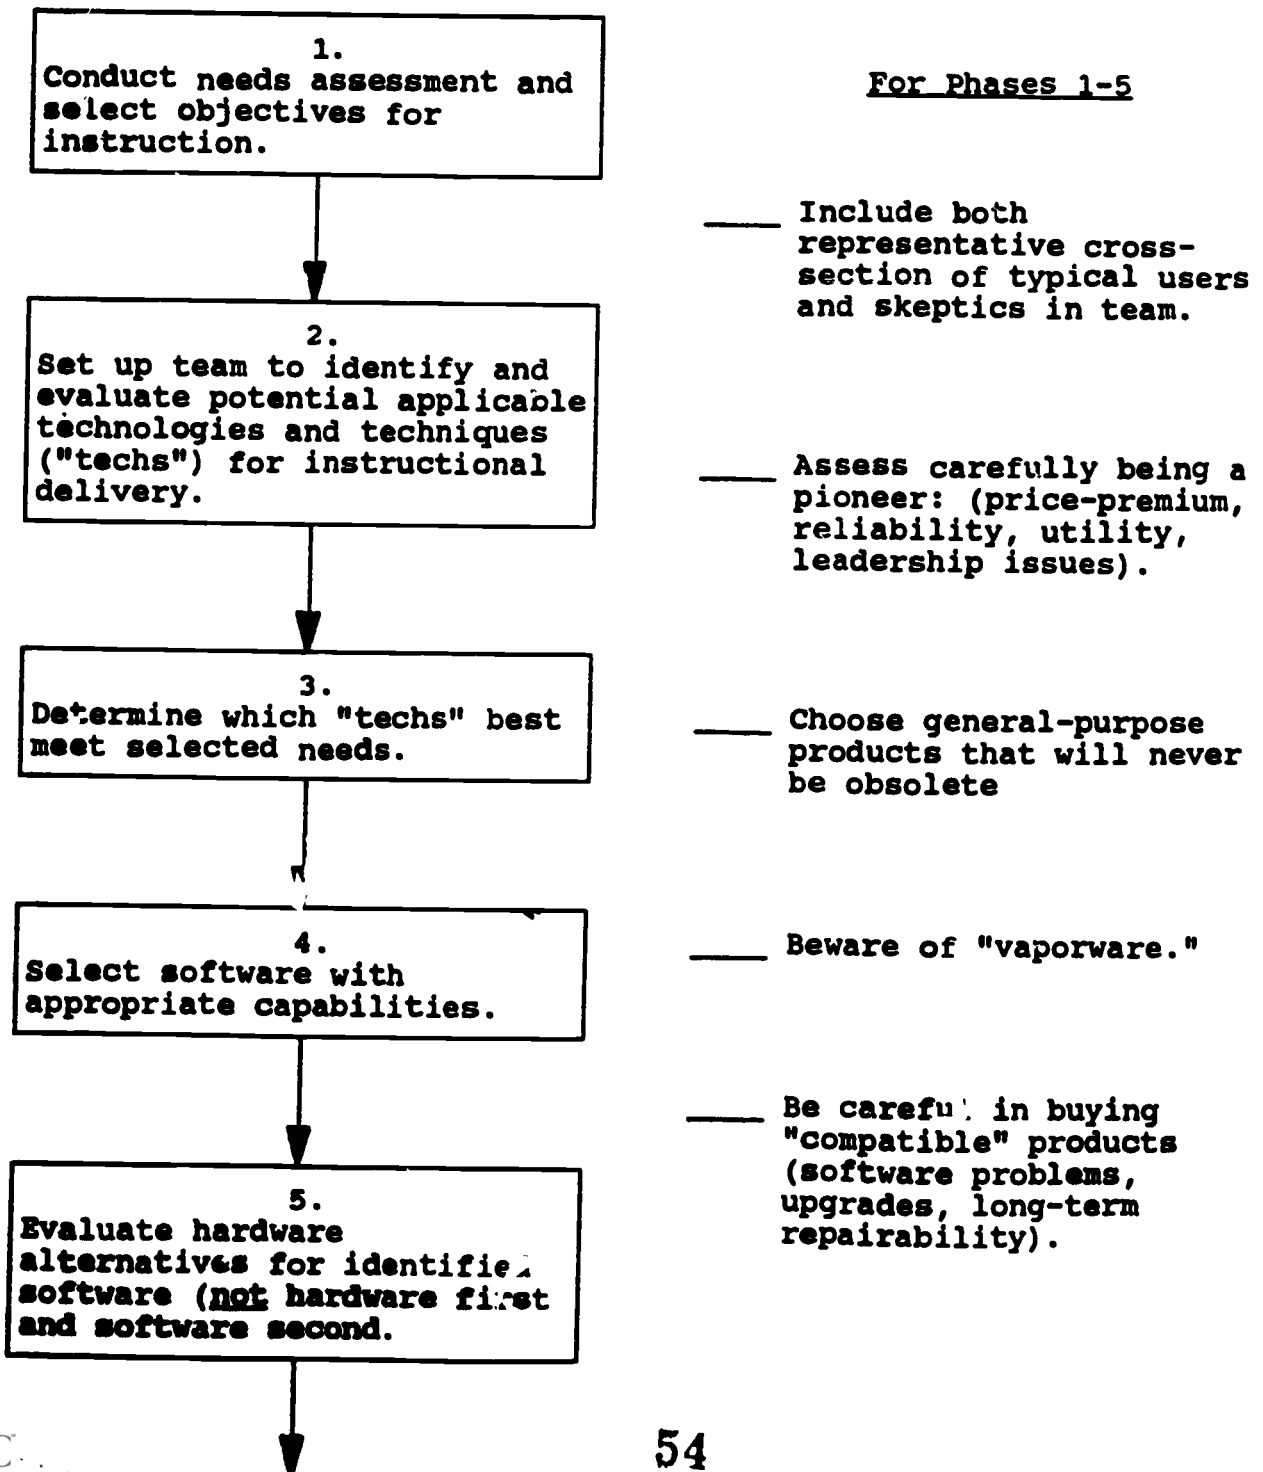 1.
Conduct needs assessment and
select objectives for
instruction.
2.
Set up team to identify and
evaluate potential applicable
technologies and techniques
("techs") for instructional
delivery.
3.
Determine which "techs" best
meet selected needs.
4.
Select software with
appropriate capabilities.
5.
Evaluate hardware
alternatives for identified
software (not hardware first
and software second.
For Phases 1-5
____ Include both
representative cross-
section of typical users
and skeptics in team.
____ Assess carefully being a
pioneer: (price-premium,
reliability, utility,
leadership issues).
____ Choose general-purpose
products that will never
be obsolete
____ Beware of "vaporware."
____ Be careful in buying
"compatible" products
(software problems,
upgrades, long-term
repairability).
54